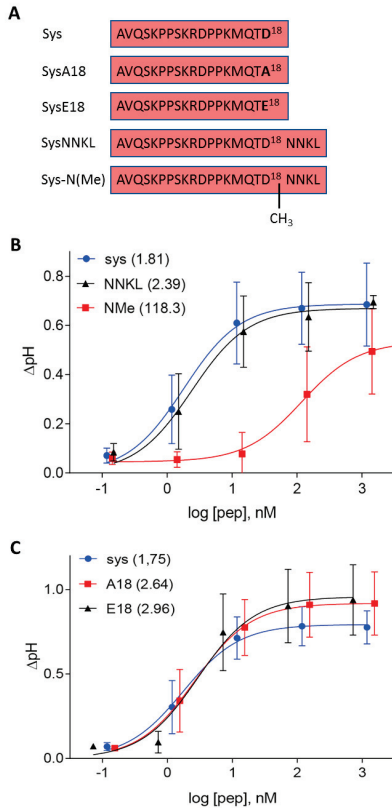 A
Sys AVQSKPPSKRDPPKMQTD18
SysA18 AVQSKPPSKRDPPKMQTA18
SysE18 AVQSKPPSKRDPPKMQTE18
SysNNKL AVQSKPPSKRDPPKMQTD18 NNKL
Sys-N(Me) AVQSKPPSKRDPPKMQTD18 NNKL
CH3
B
sys (1.81)
NNKL (2.39)
NMe (118.3)
0.8
0.6
0.4
0.2
0.0
ΔpH
-1 0 1 2 3
log [pep], nM
C
sys (1,75)
A18 (2.64)
E18 (2.96)
1.0
0.5
0.0
ΔpH
-1 0 1 2 3
log [pep], nM